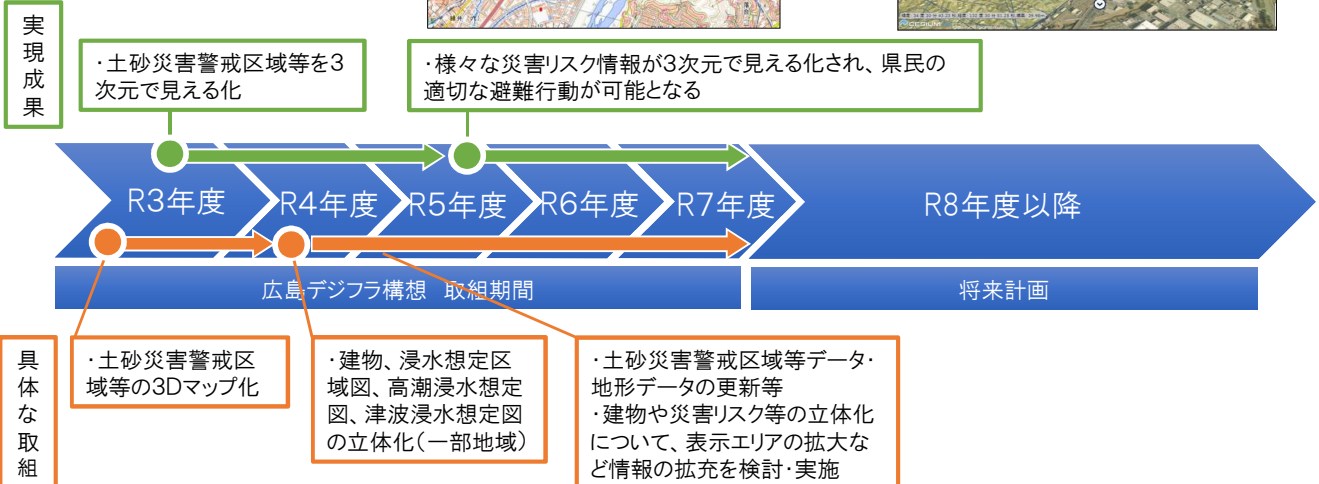 実現成果
・土砂災害警戒区域等を3
次元で見える化
・様々な災害リスク情報が3次元で見える化され、県民の
適切な避難行動が可能となる
R3年度
R4年度
R5年度
R6年度
R7年度
R8年度以降
広島デジフラ構想 取組期間
将来計画
具体な取組
・土砂災害警戒区
域等の3Dマップ化
・建物、浸水想定区
域図、高潮浸水想定
図、津波浸水想定図
の立体化(一部地域)
・土砂災害警戒区域等データ・
地形データの更新等
・建物や災害リスク等の立体化
について、表示エリアの拡大な
ど情報の拡充を検討・実施